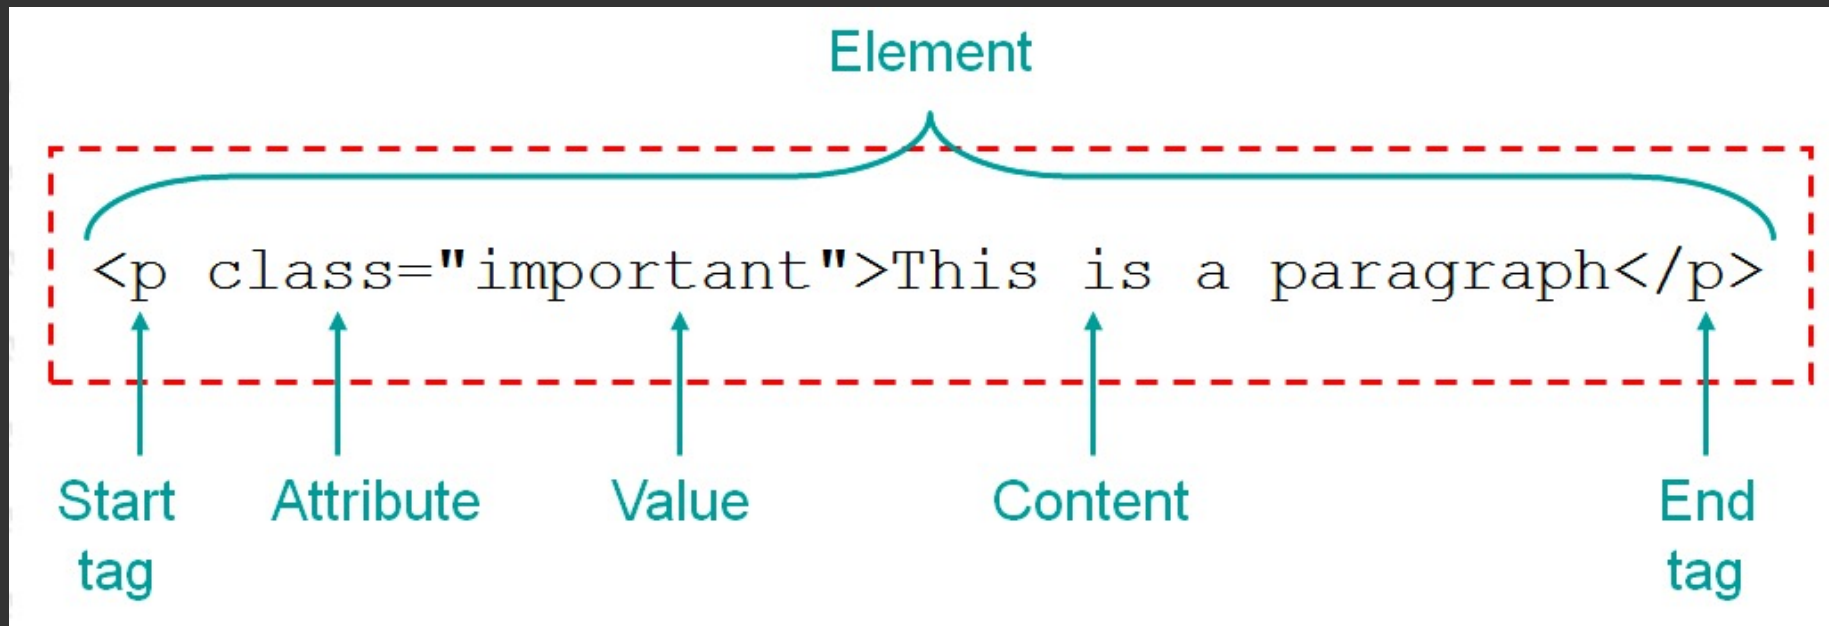 Element
<p class="important">This is a paragraph</p>
Start tag
Attribute
Value
Content
End tag